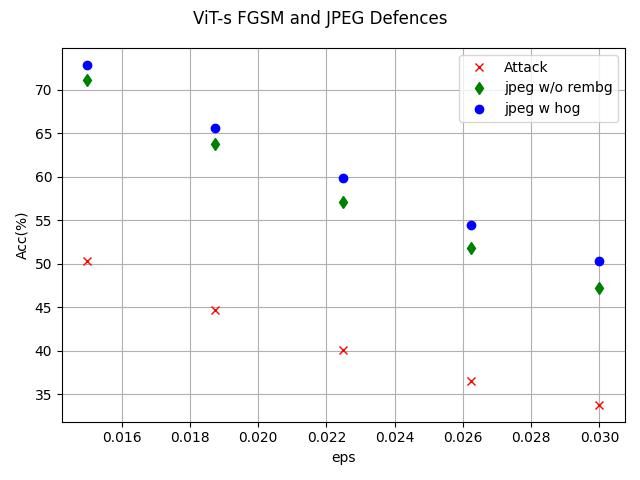 ViT-s FGSM and JPEG Defences
Attack
jpeg w/o rembg
jpeg w hog
70
65
60
55
50
45
40
35
Acc(%)
0.016 0.018 0.020 0.022 0.024 0.026 0.028 0.030
eps